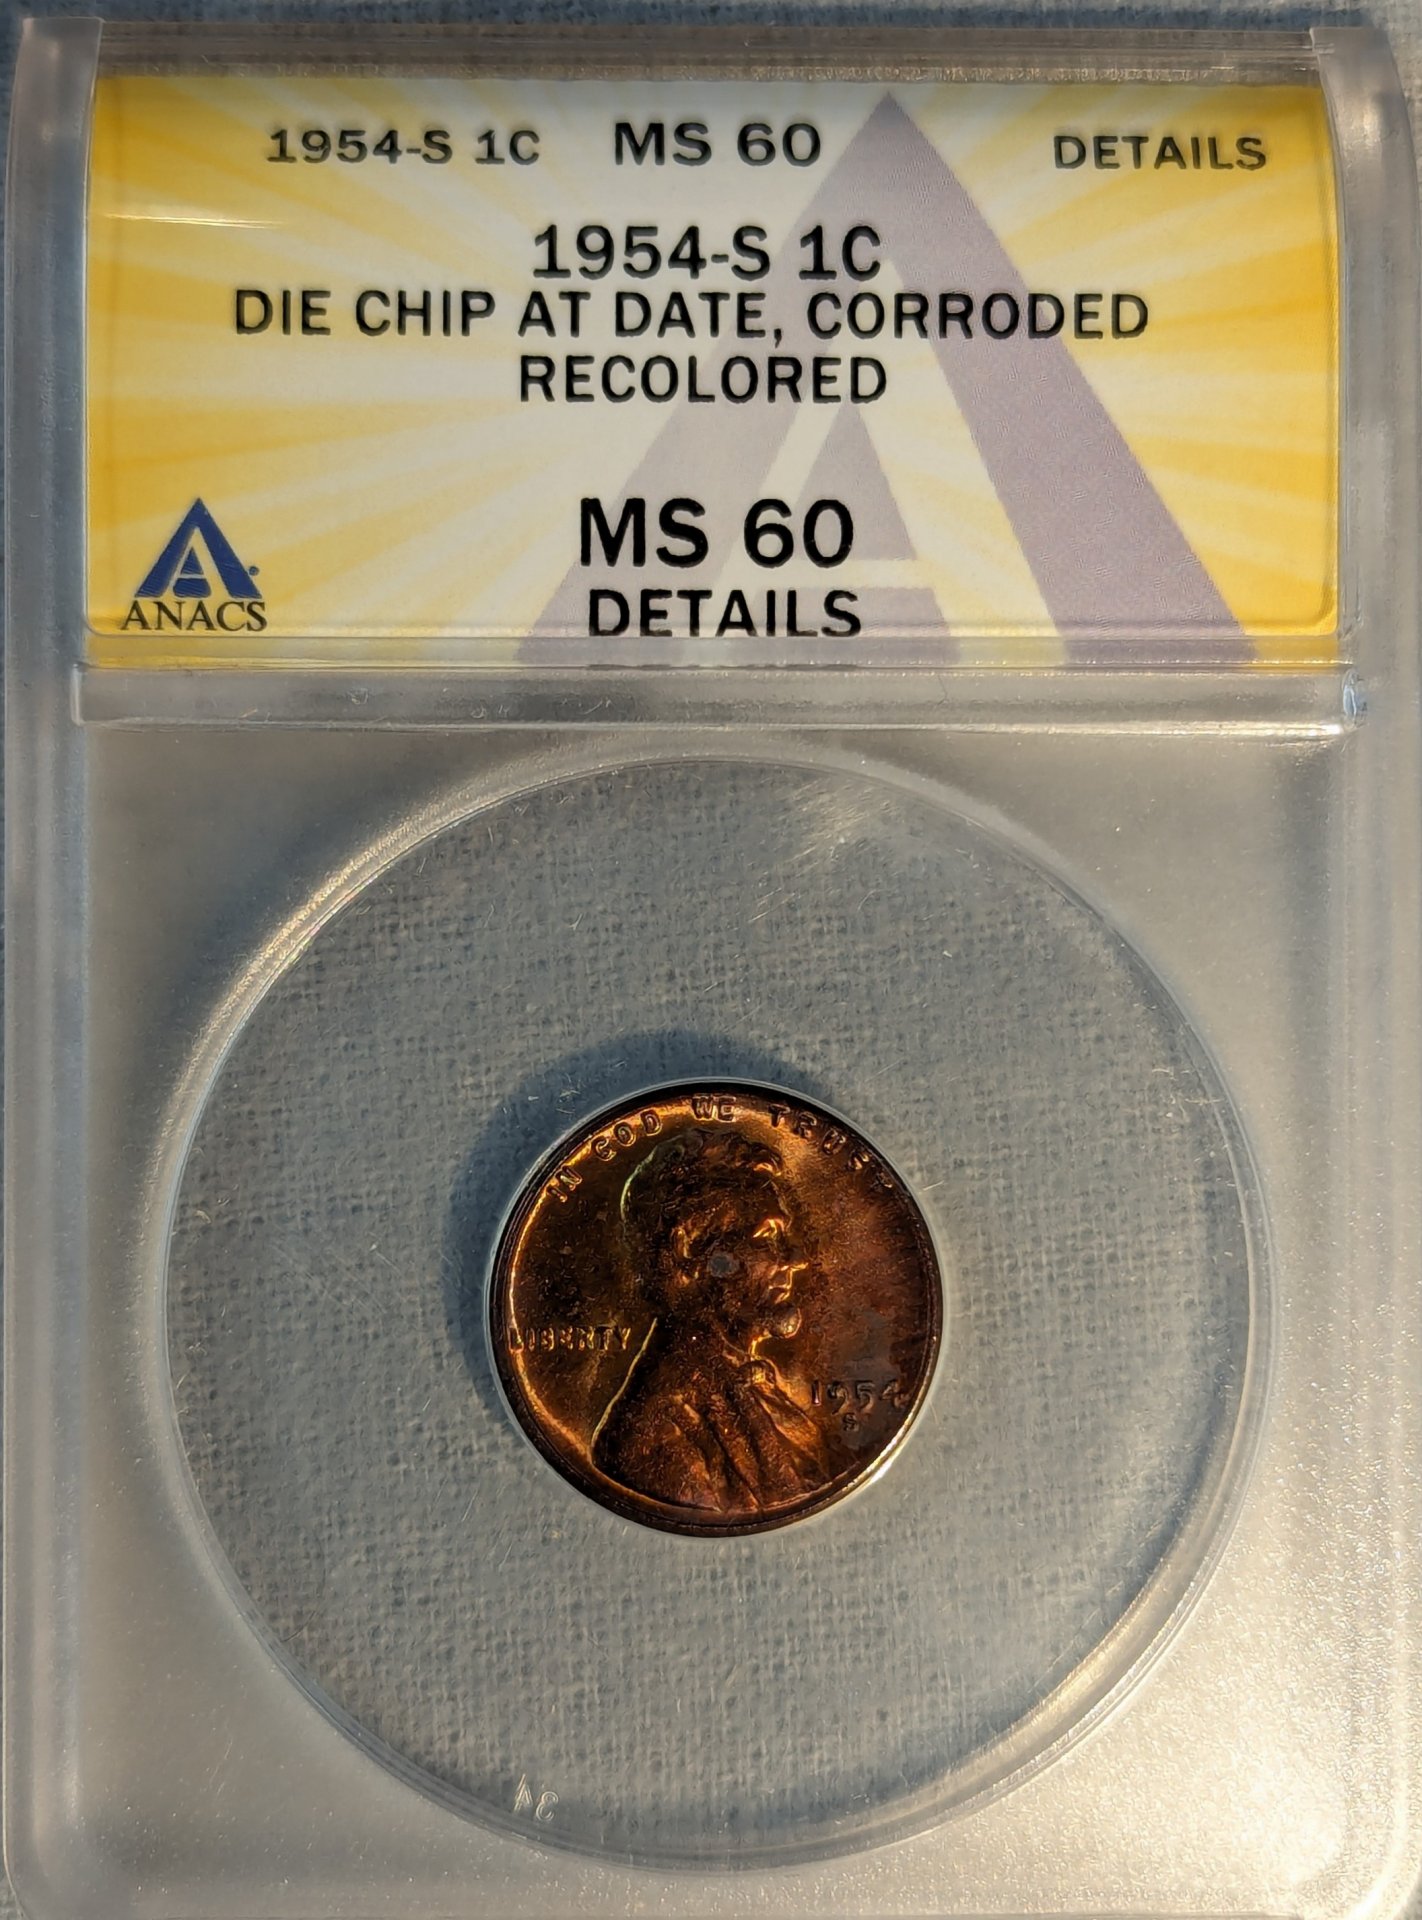 1954-S 1C MS 60 DETAILS
1954-S 1C
DIE CHIP AT DATE, CORRODED
RECOLORED
MS 60
DETAILS
ANACS
IN GOD WE TRUST
LIBERTY
1954
S
34